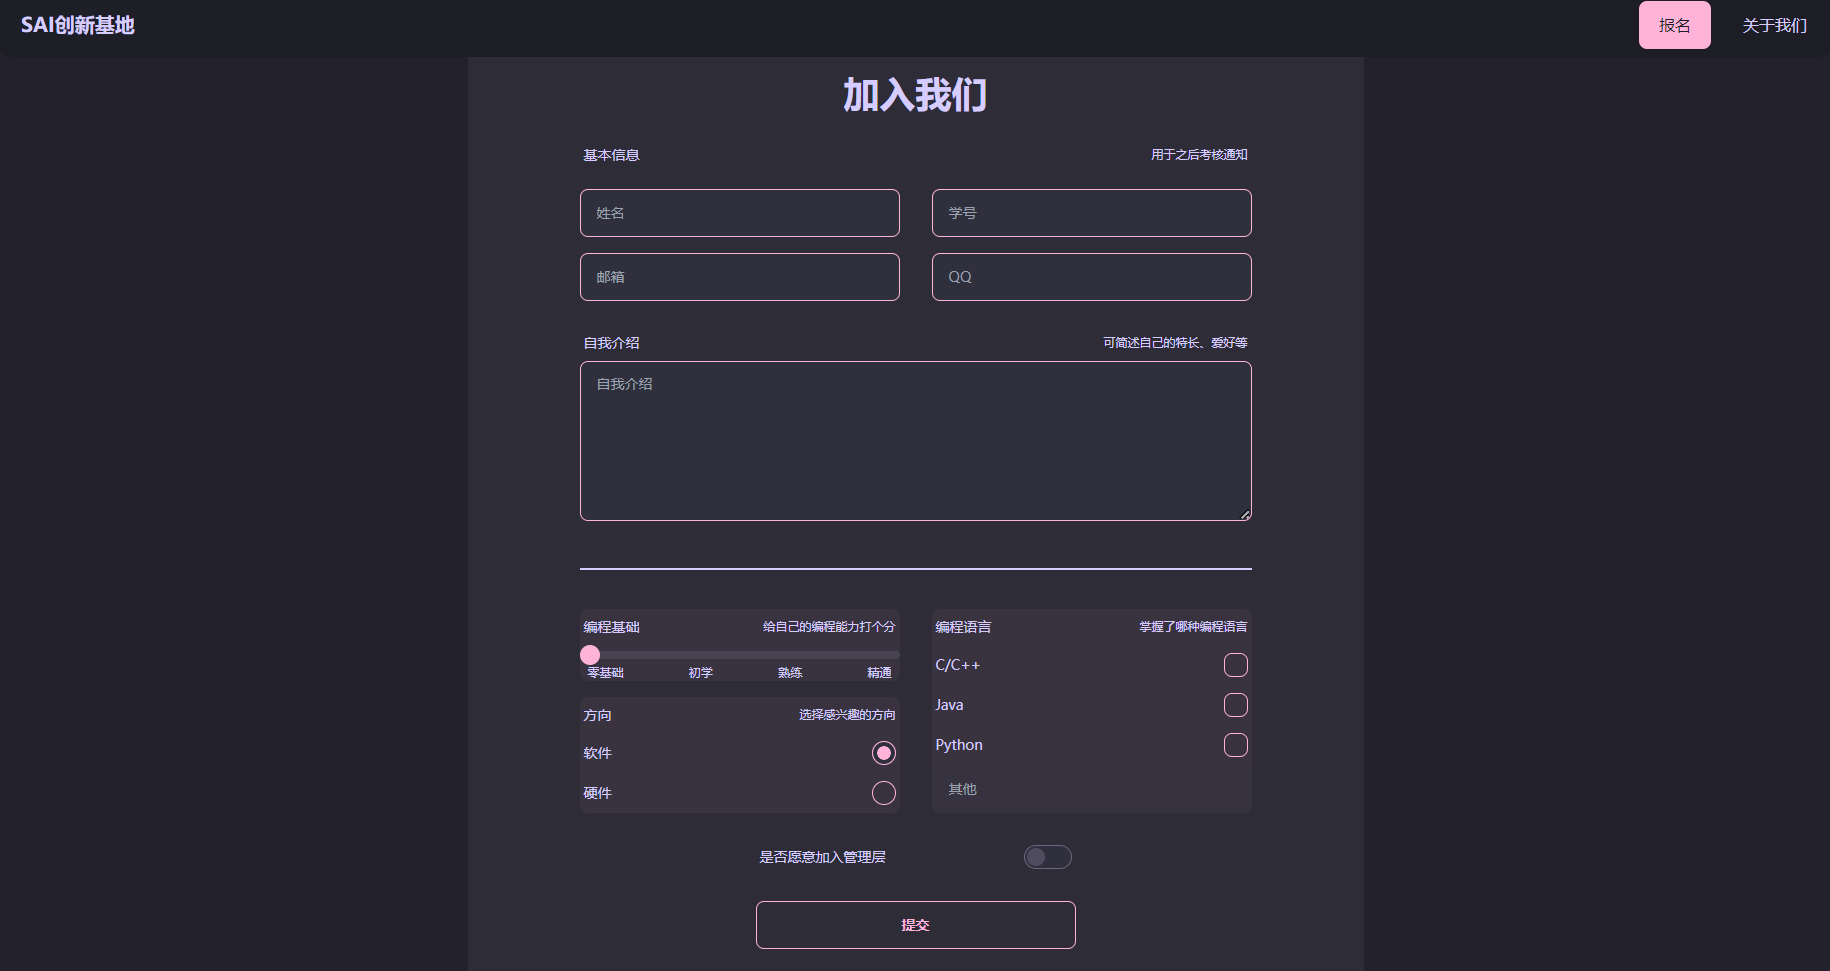 SAI创新基地
报名
关于我们
加入我们
基本信息
用于之后考核通知
姓名
学号
邮箱
QQ
自我介绍
可简述自己的特长、爱好等
自我介绍
编程基础
给自己的编程能力打个分
零基础
初学
熟练
精通
方向
选择感兴趣的方向
软件
硬件
编程语言
掌握了哪种编程语言
C/C++
Java
Python
其他
是否愿意加入管理层
提交